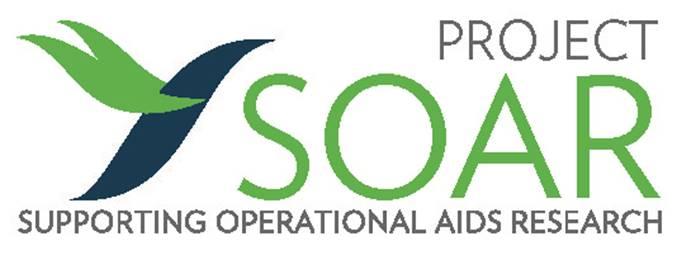 PROJECT
SOAR
SUPPORTING OPERATIONAL AIDS RESEARCH